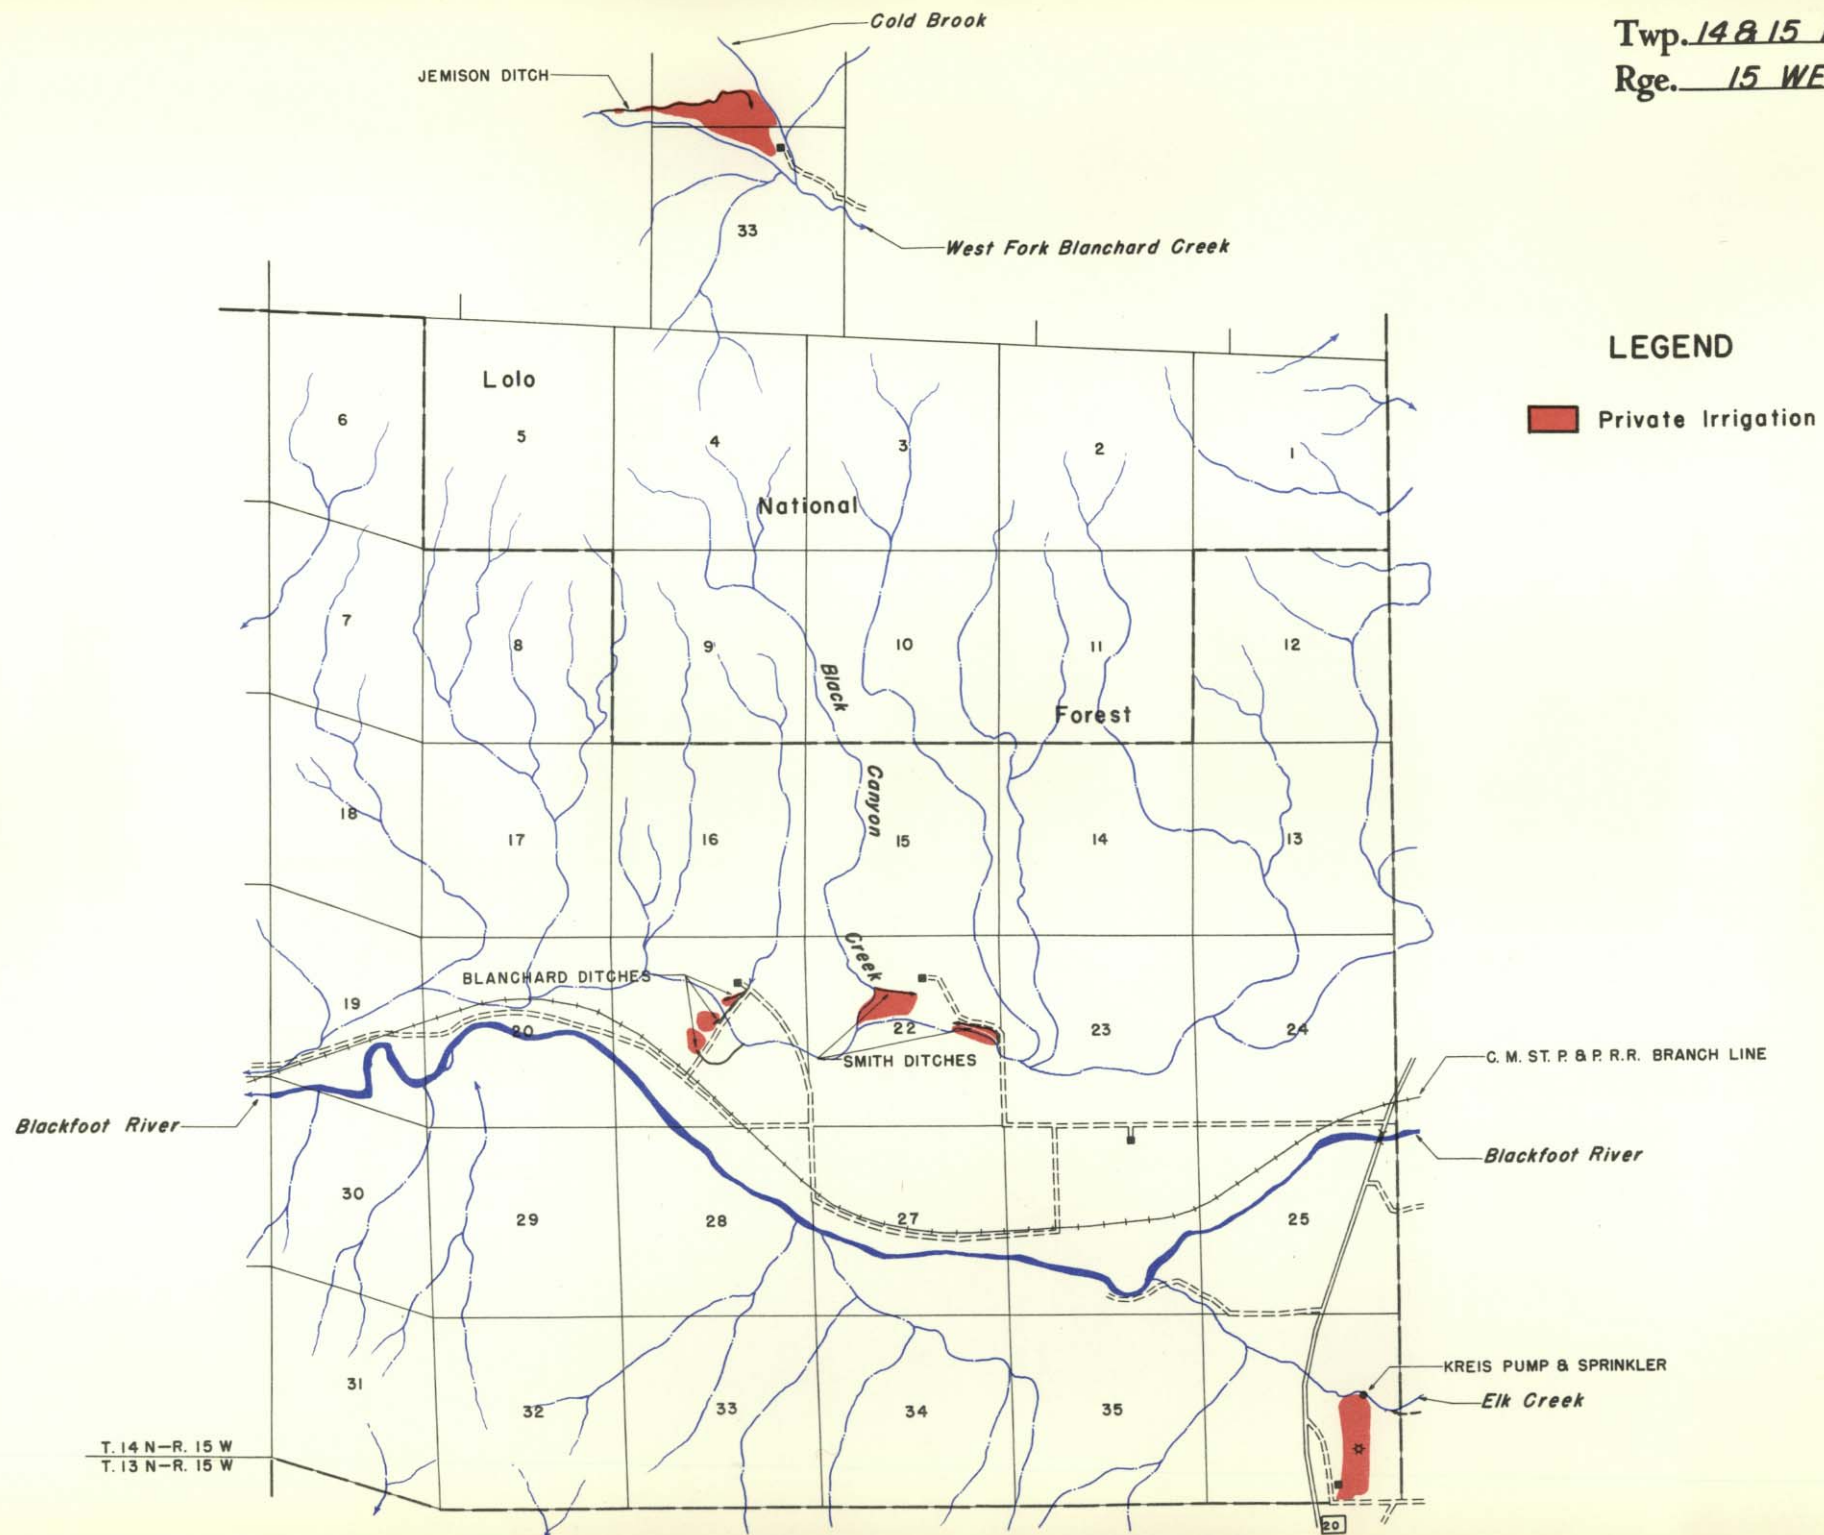 Cold Brook
Twp. 14 & 15
Rge. 15 WE
JEMISON DITCH
33
West Fork Blanchard Creek
LEGEND
Private Irrigation
Lolo
6
5
4
3
2
1
National
7
8
9
10
11
12
Black
Forest
Canyon
18
17
16
15
14
13
Creek
BLANCHARD DITCHES
19
20
22
23
24
SMITH DITCHES
C. M. ST. P. & P. R.R. BRANCH LINE
Blackfoot River
Blackfoot River
30
29
28
27
25
KREIS PUMP & SPRINKLER
Elk Creek
31
32
33
34
35
T. 14 N-R. 15 W
T. 13 N-R. 15 W
20